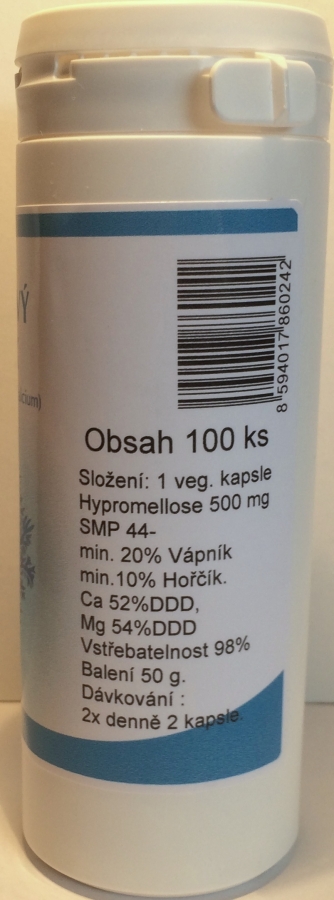 Ý
cium)
8 594017 860242
Obsah 100 ks
Složení: 1 veg. kapsle
Hypromellose 500 mg
SMP 44-
min. 20% Vápník
min.10% Hořčík.
Ca 52%DDD,
Mg 54%DDD
Vstřebatelnost 98%
Balení 50 g.
Dávkování :
2x denně 2 kapsle.